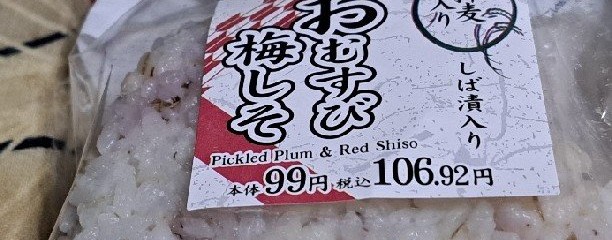 麦
入り
しば漬入り
おむすび
梅しそ
Pickled Plum & Red Shiso
本体99円 税込106.92円